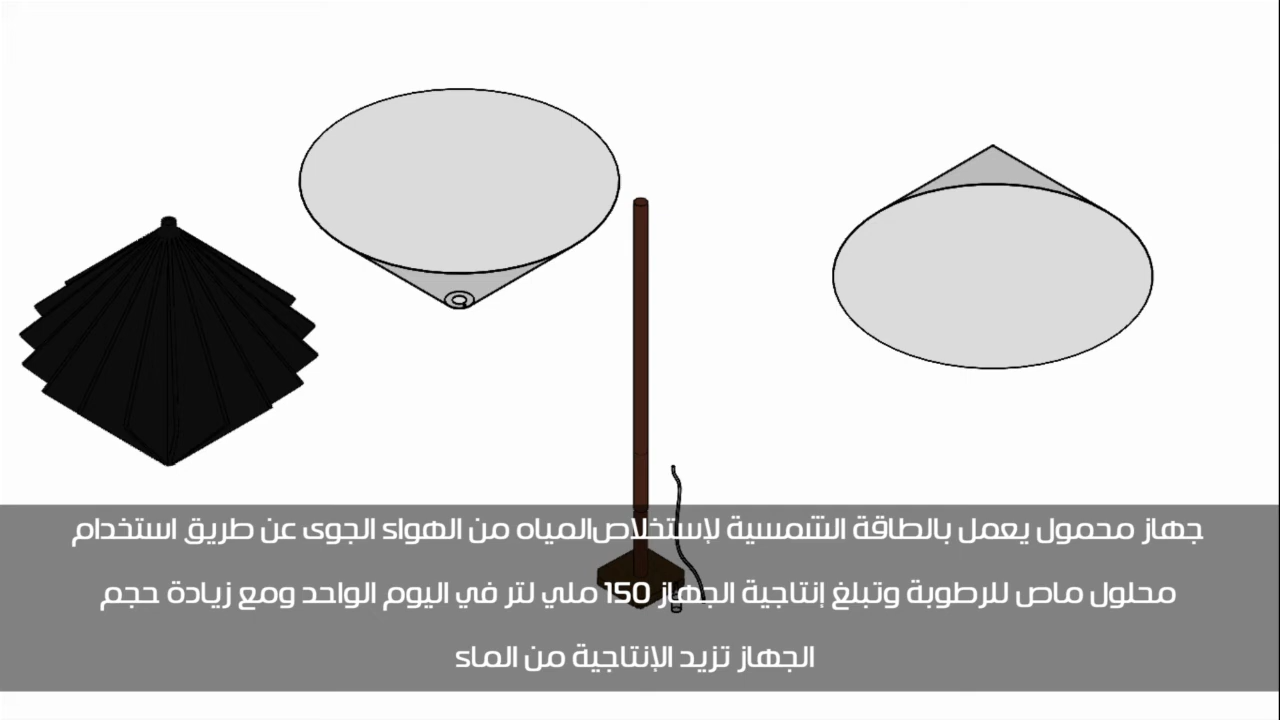 جهاز محمول يعمل بالطاقة الشمسية لإستخلاص المياه من الهواء الجوى عن طريق استخدام
محلول ماص للرطوبة وتبلغ إنتاجية الجهاز 150 ملي لتر في اليوم الواحد ومع زيادة حجم
الجهاز تزيد الإنتاجية من الماء